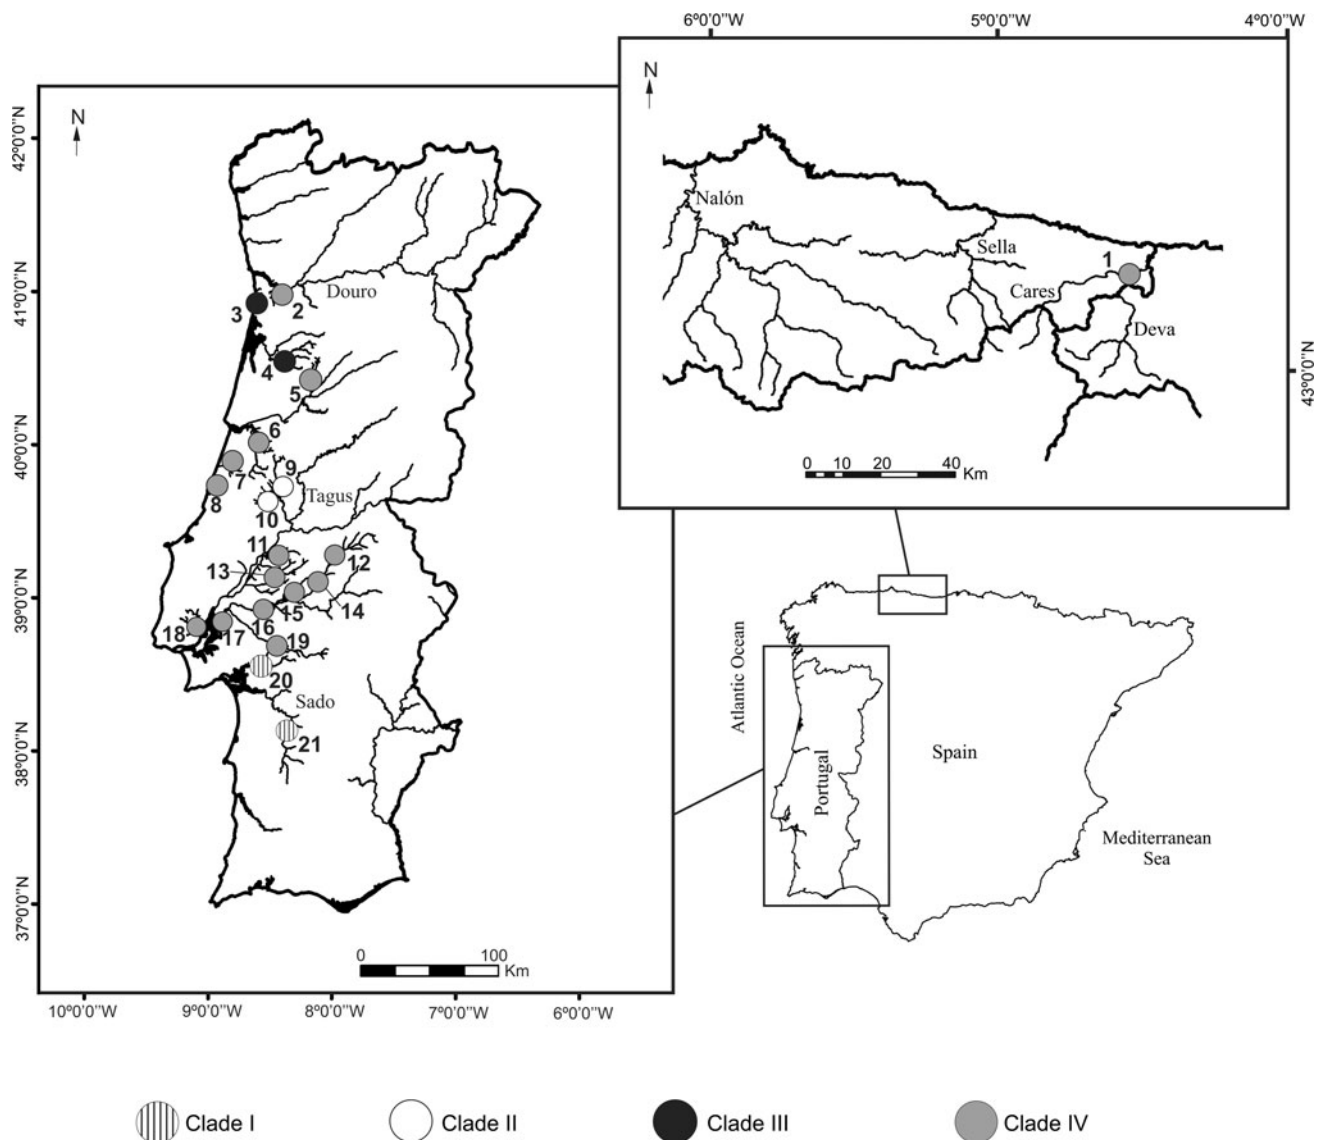 6º0'0''W
5º0'0''W
4º0'0''W
N
Nalón
Sella
1
Cares
Deva
43º0'0''N
0 10 20 40
Km
N
42º0'0''N
41º0'0''N
40º0'0''N
39º0'0''N
38º0'0''N
37º0'0''N
Douro
2
3
4
5
6
7
8
9
Tagus
10
11
12
13
14
15
16
17
18
19
20
Sado
21
0 100
Km
10º0'0''W
9º0'0''W
8º0'0''W
7º0'0''W
6º0'0''W
Atlantic Ocean
Portugal
Spain
Mediterranean
Sea
Clade I
Clade II
Clade III
Clade IV